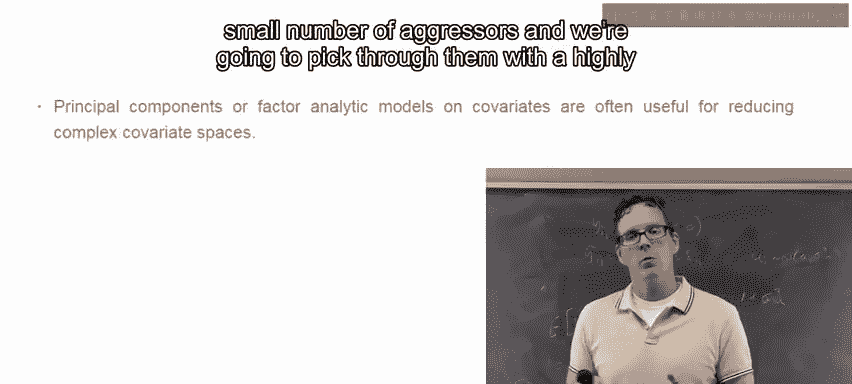 small number of aggressors and we're
going to pick through them with a highly
· Principal components or factor analytic models on covariates are often useful for reducing
complex covariate spaces.